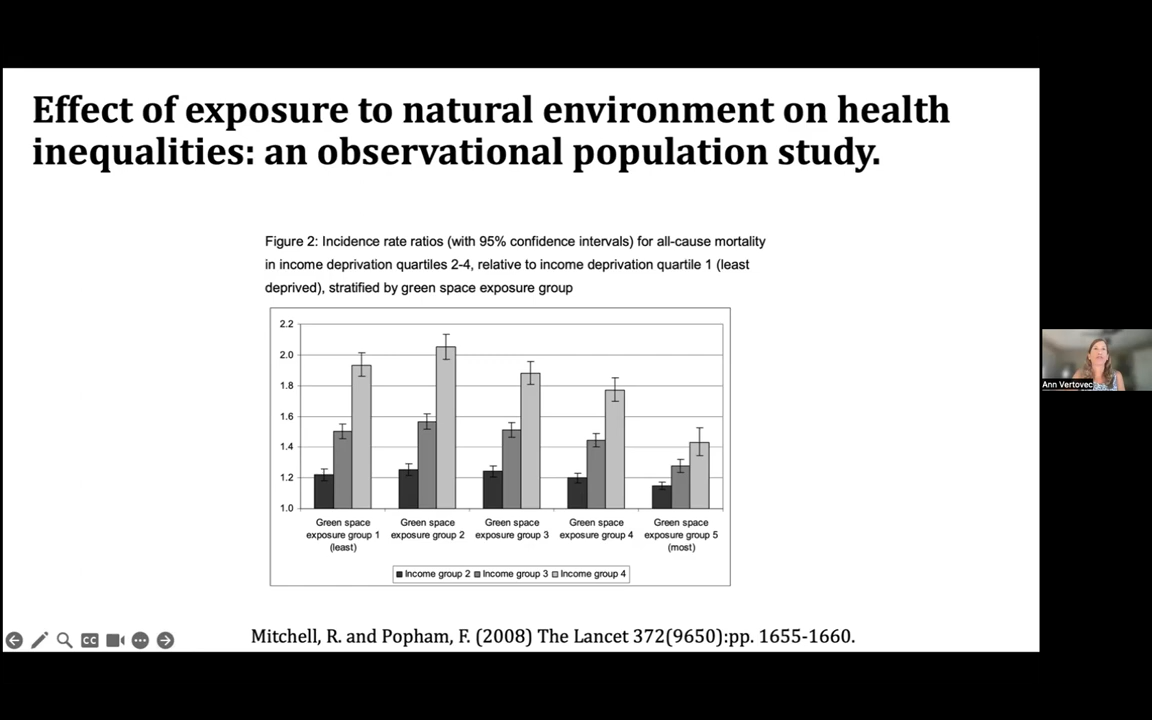 Effect of exposure to natural environment on health
inequalities: an observational population study.
Figure 2: Incidence rate ratios (with 95% confidence intervals) for all-cause mortality
in income deprivation quartiles 2-4, relative to income deprivation quartile 1 (least
deprived), stratified by green space exposure group
2.2
2.0
1.8
1.6
1.4
1.2
1.0
Green space
exposure group 1
(least)
Green space
exposure group 2
Green space
exposure group 3
Green space
exposure group 4
Green space
exposure group 5
(most)
Income group 2 Income group 3 Income group 4
Ann Vertovec
CC
Mitchell, R. and Popham, F. (2008) The Lancet 372(9650):pp. 1655-1660.